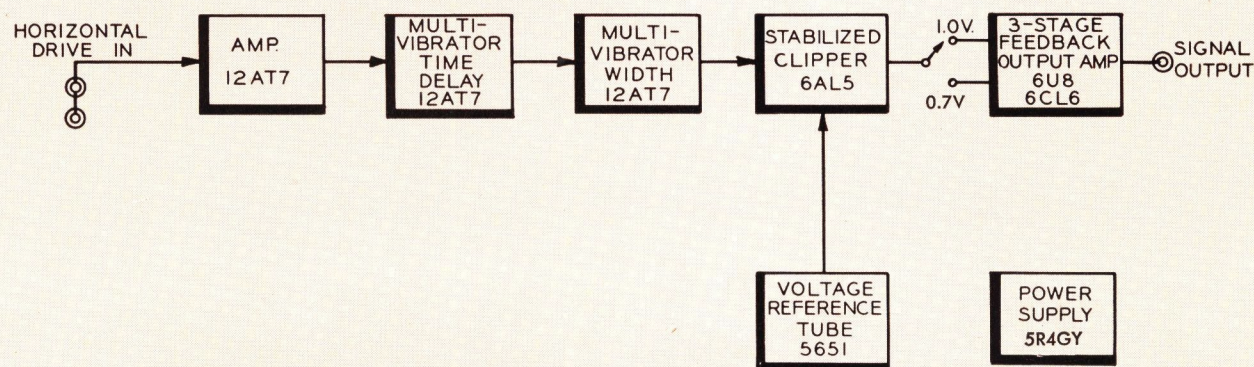 HORIZONTAL
DRIVE IN
AMP.
12AT7
MULTI-
VIBRATOR
TIME
DELAY
12AT7
MULTI-
VIBRATOR
WIDTH
12AT7
STABILIZED
CLIPPER
6AL5
1.0V.
0.7V
3-STAGE
FEEDBACK
OUTPUT AMP
6U8
6CL6
SIGNAL
OUTPUT
VOLTAGE
REFERENCE
TUBE
5651
POWER
SUPPLY
5R4GY